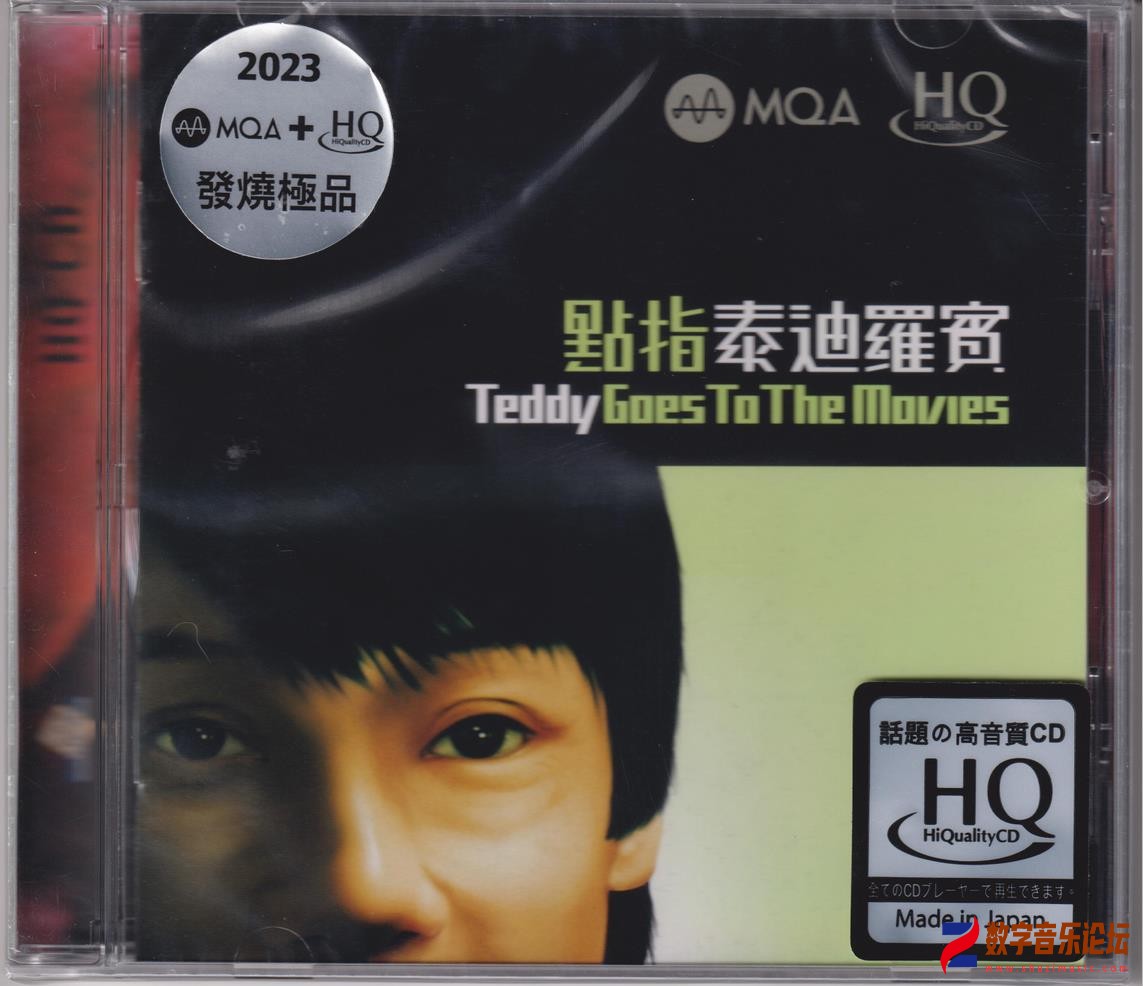 2023
MQA + HQ
HiQualityCD
發燒極品
MQA HQ
HiQualityCD
點指泰迪羅賓
Teddy Goes To The Movies
話題の高音質CD
HQ
HiQualityCD
全てのCDプレーヤーで再生できます。
Made in Japan
数字音乐论坛